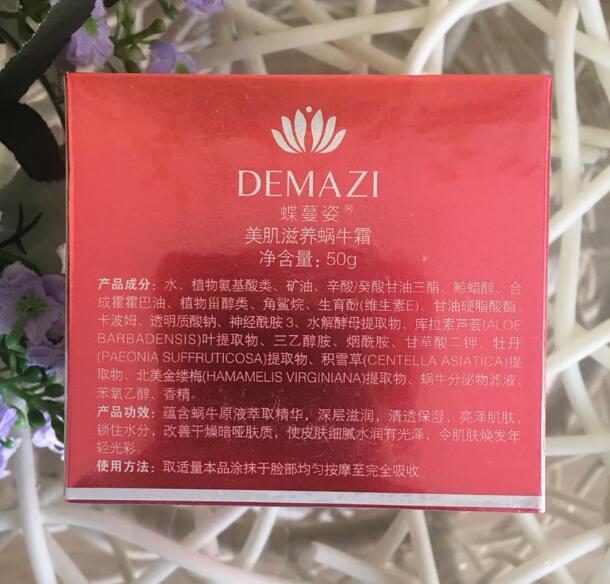 DEMAZI
蝶蔓姿®
美肌滋养蜗牛霜
净含量：50g
产品成分：水、植物氨基酸类、矿油、辛酸/癸酸甘油三酯、鲸蜡醇、合
成霍霍巴油、植物甾醇类、角鲨烷、生育酚(维生素E)、甘油硬脂酸酯、
卡波姆、透明质酸钠、神经酰胺3、水解酵母提取物、库拉索芦荟(ALOE
BARBADENSIS)叶提取物、三乙醇胺、烟酰胺、甘草酸二钾、牡丹
(PAEONIA SUFFRUTICOSA)提取物、积雪草(CENTELLA ASIATICA)提
取物、北美金缕梅(HAMAMELIS VIRGINIANA)提取物、蜗牛分泌物滤液、
苯氧乙醇、香精。
产品功效：蕴含蜗牛原液萃取精华，深层滋润，清透保湿，亮泽肌肤，
锁住水分，改善干燥暗哑肤质，使皮肤细腻水润有光泽，令肌肤焕发年
轻光彩。
使用方法：取适量本品涂抹于脸部均匀按摩至完全吸收